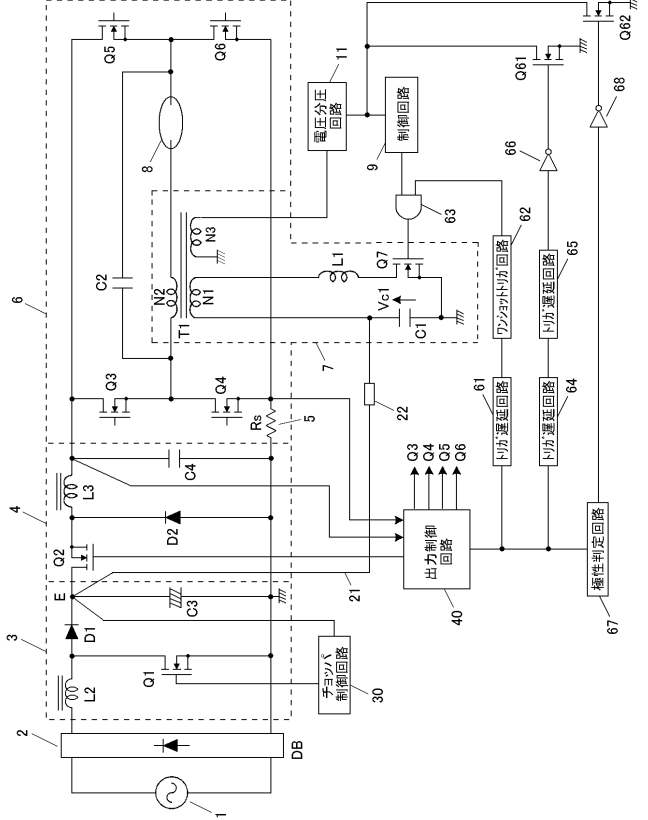 1
2
DB
3
L2
D1
E
Q1
C3
チョッパ
制御回路
30
21
4
Q2
L3
D2
C4
Rs
5
出力制御
回路
40
Q3
Q4
Q5
Q6
6
Q3
Q4
C2
8
Q5
Q6
7
T1
N2
N1
N3
L1
Q7
Vc1
C1
22
電圧分圧
回路
11
制御回路
9
63
トリガ遅延回路
61
ワンショットトリガ回路
62
トリガ遅延回路
64
トリガ遅延回路
65
66
Q61
極性判定回路
67
68
Q62